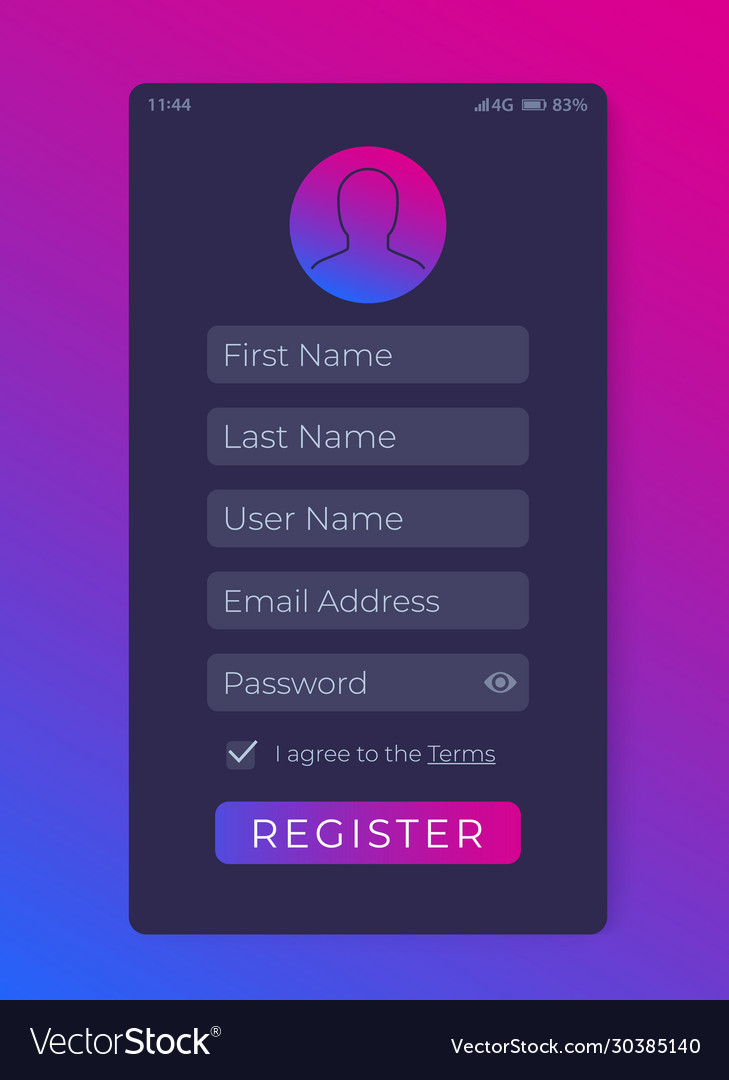 11:44 4G 83%
First Name
Last Name
User Name
Email Address
Password
I agree to the Terms
REGISTER
VectorStock®
VectorStock.com/30385140